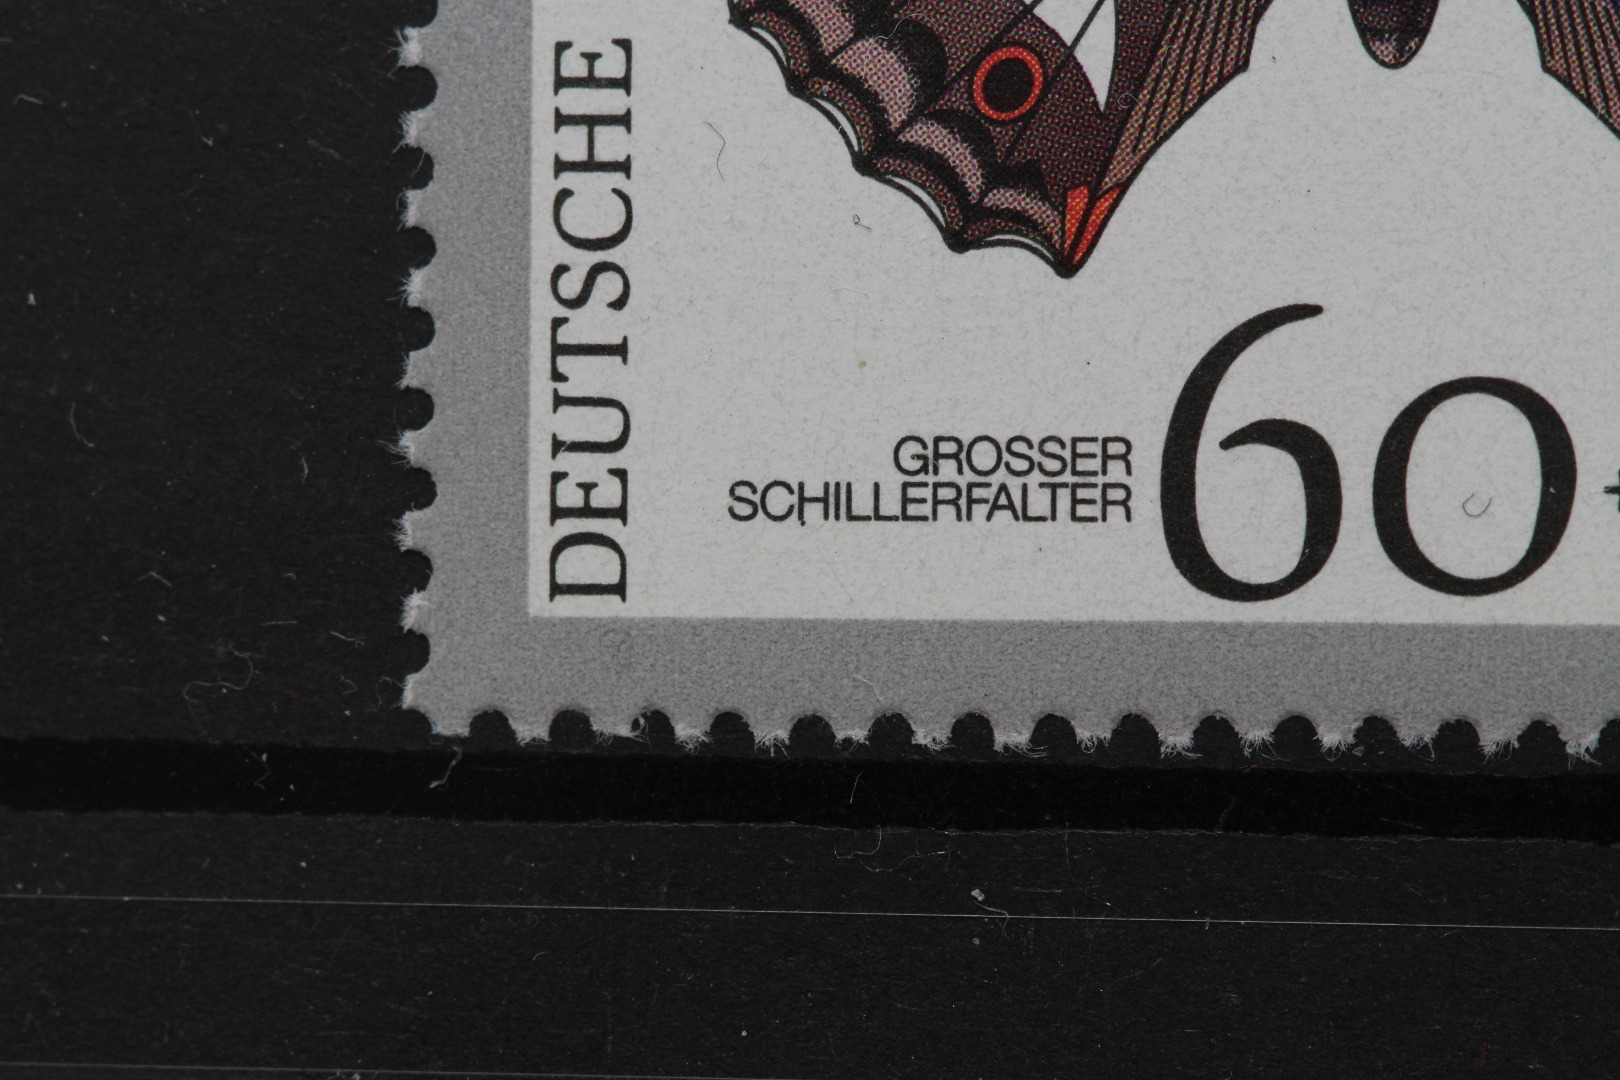 DEUTSCHE
GROSSER
SCHILLERFALTER
60